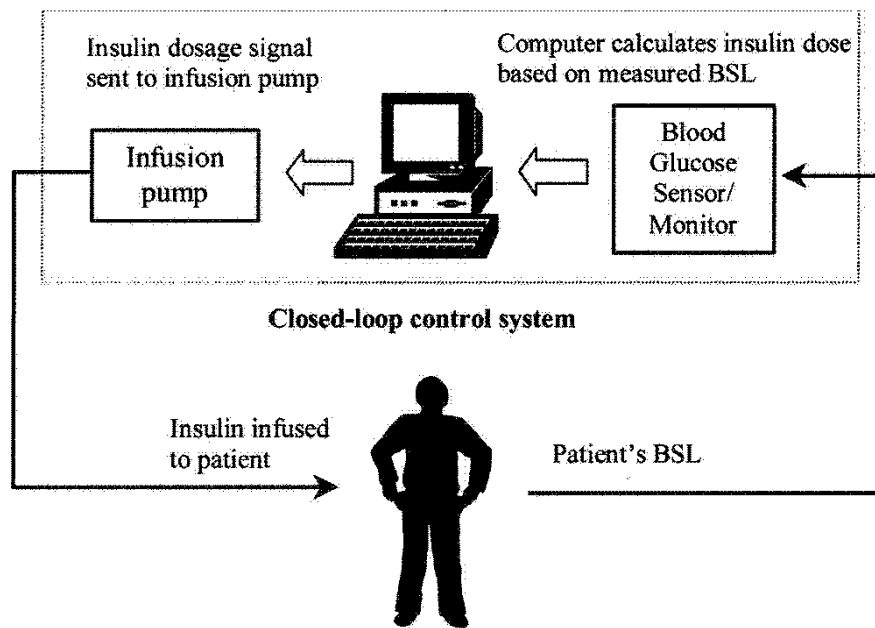 Insulin dosage signal
sent to infusion pump
Computer calculates insulin dose
based on measured BSL
Infusion
pump
Blood
Glucose
Sensor/
Monitor
Closed-loop control system
Insulin infused
to patient
Patient's BSL